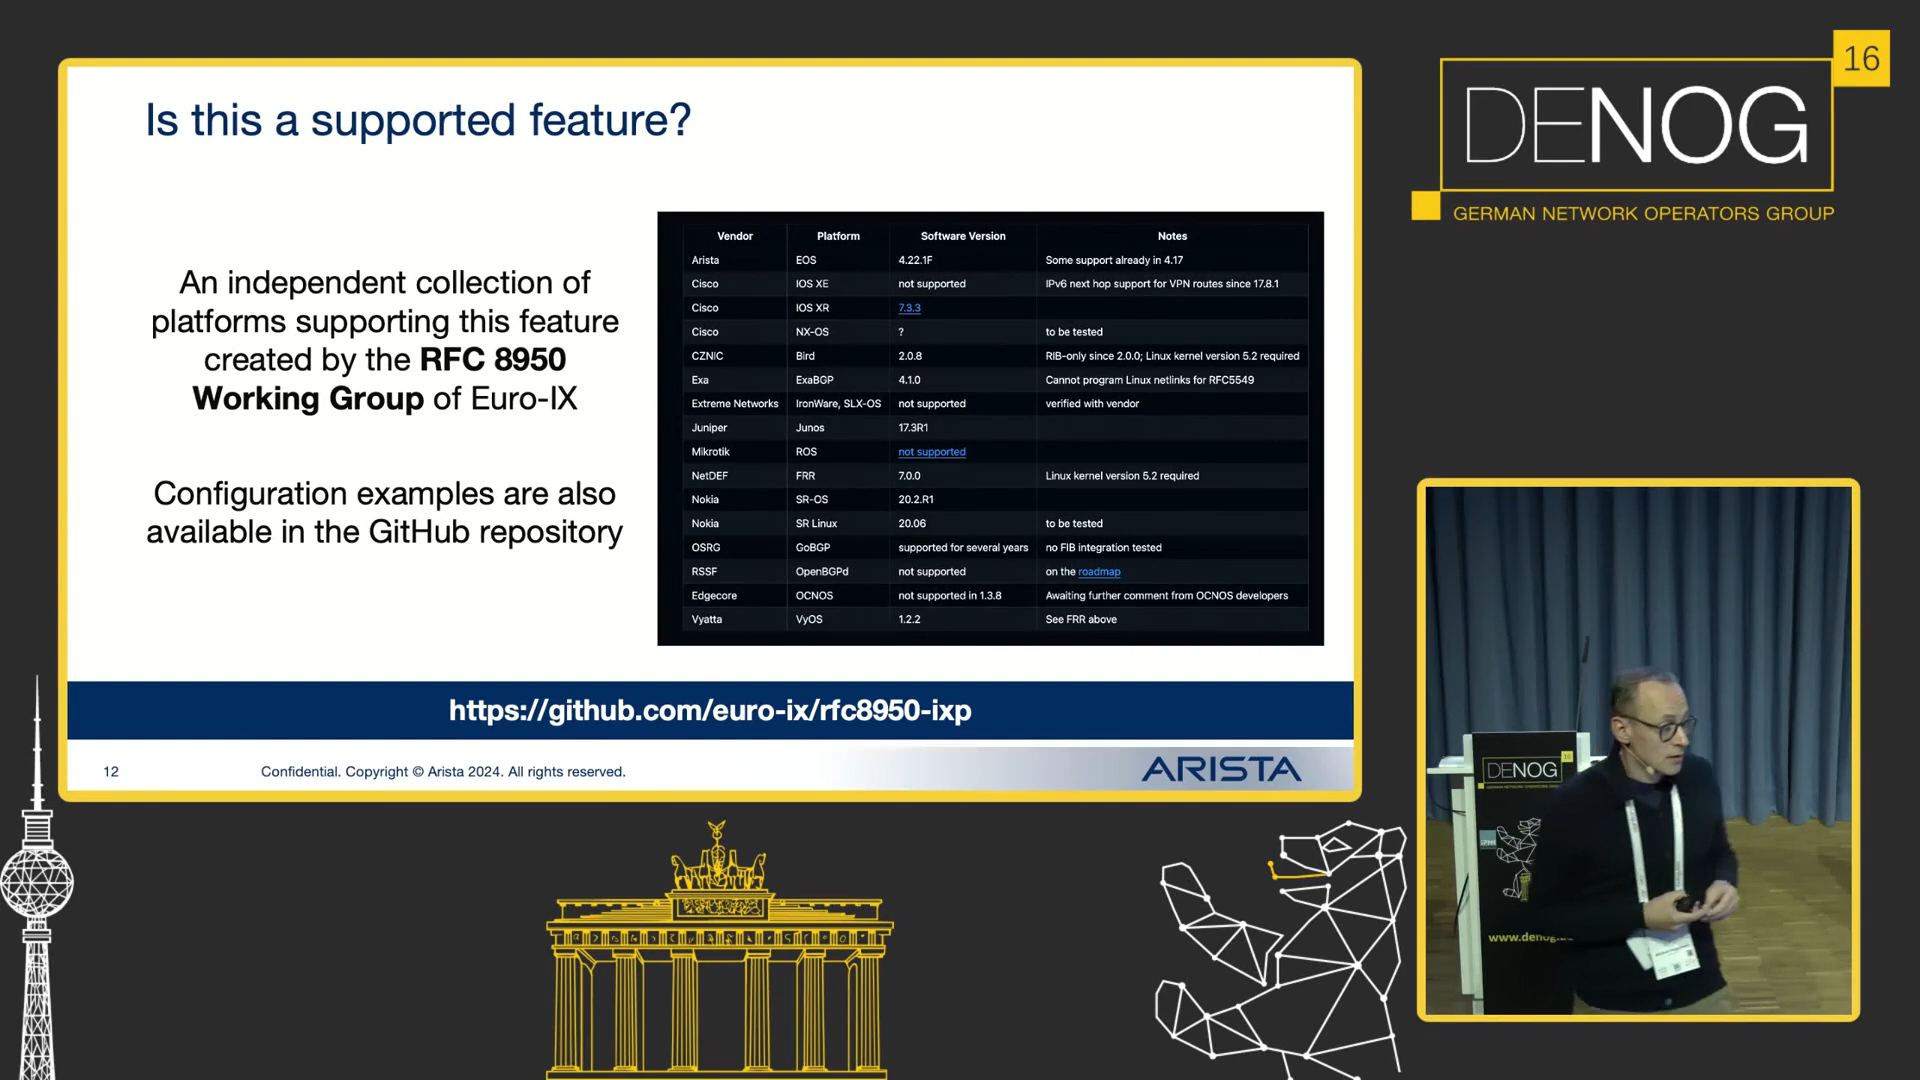 Is this a supported feature?
An independent collection of
platforms supporting this feature
created by the RFC 8950
Working Group of Euro-IX
Configuration examples are also
available in the GitHub repository
Vendor Platform Software Version Notes
Arista EOS 4.22.1F Some support already in 4.17
Cisco IOS XE not supported IPv6 next hop support for VPN routes since 17.8.1
Cisco IOS XR 7.3.3
Cisco NX-OS ? to be tested
CZNIC Bird 2.0.8 RIB-only since 2.0.0; Linux kernel version 5.2 required
Exa ExaBGP 4.1.0 Cannot program Linux netlinks for RFC5549
Extreme Networks IronWare, SLX-OS not supported verified with vendor
Juniper Junos 17.3R1
Mikrotik ROS not supported
NetDEF FRR 7.0.0 Linux kernel version 5.2 required
Nokia SR-OS 20.2.R1
Nokia SR Linux 20.06 to be tested
OSRG GoBGP supported for several years no FIB integration tested
RSSF OpenBGPd not supported on the roadmap
Edgecore OCNOS not supported in 1.3.8 Awaiting further comment from OCNOS developers
Vyatta VyOS 1.2.2 See FRR above
https://github.com/euro-ix/rfc8950-ixp
12 Confidential. Copyright © Arista 2024. All rights reserved. ARISTA
16
DENOG
GERMAN NETWORK OPERATORS GROUP
DENOG